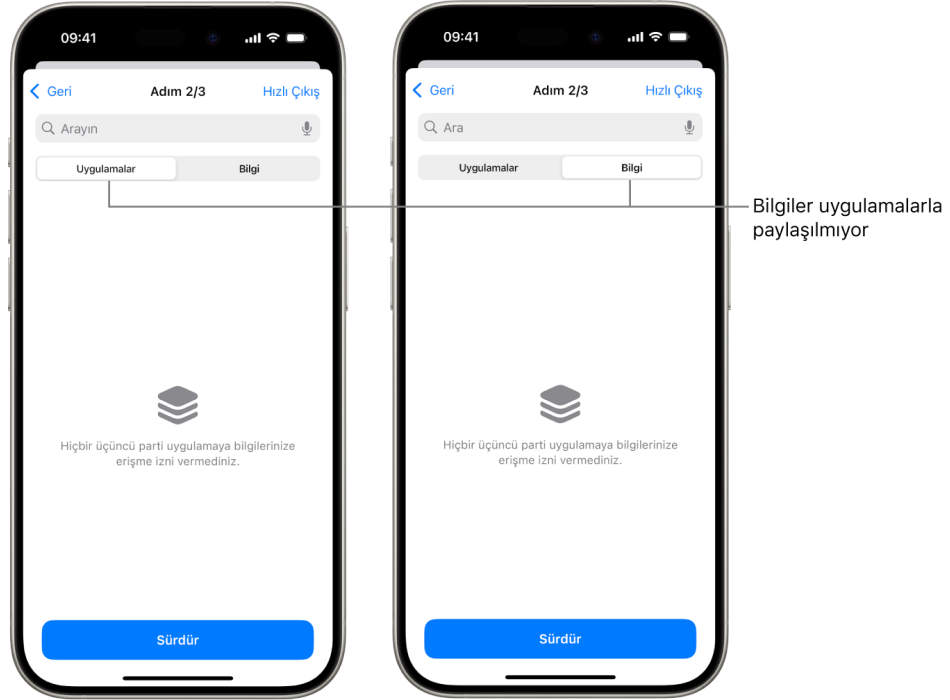 09:41
Geri
Adım 2/3
Hızlı Çıkış
Arayın
Uygulamalar
Bilgi
Hiçbir üçüncü parti uygulamaya bilgilerinize
erişme izni vermediniz.
Sürdür
09:41
Geri
Adım 2/3
Hızlı Çıkış
Ara
Uygulamalar
Bilgi
Hiçbir üçüncü parti uygulamaya bilgilerinize
erişme izni vermediniz.
Sürdür
Bilgiler uygulamalarla
paylaşılmıyor